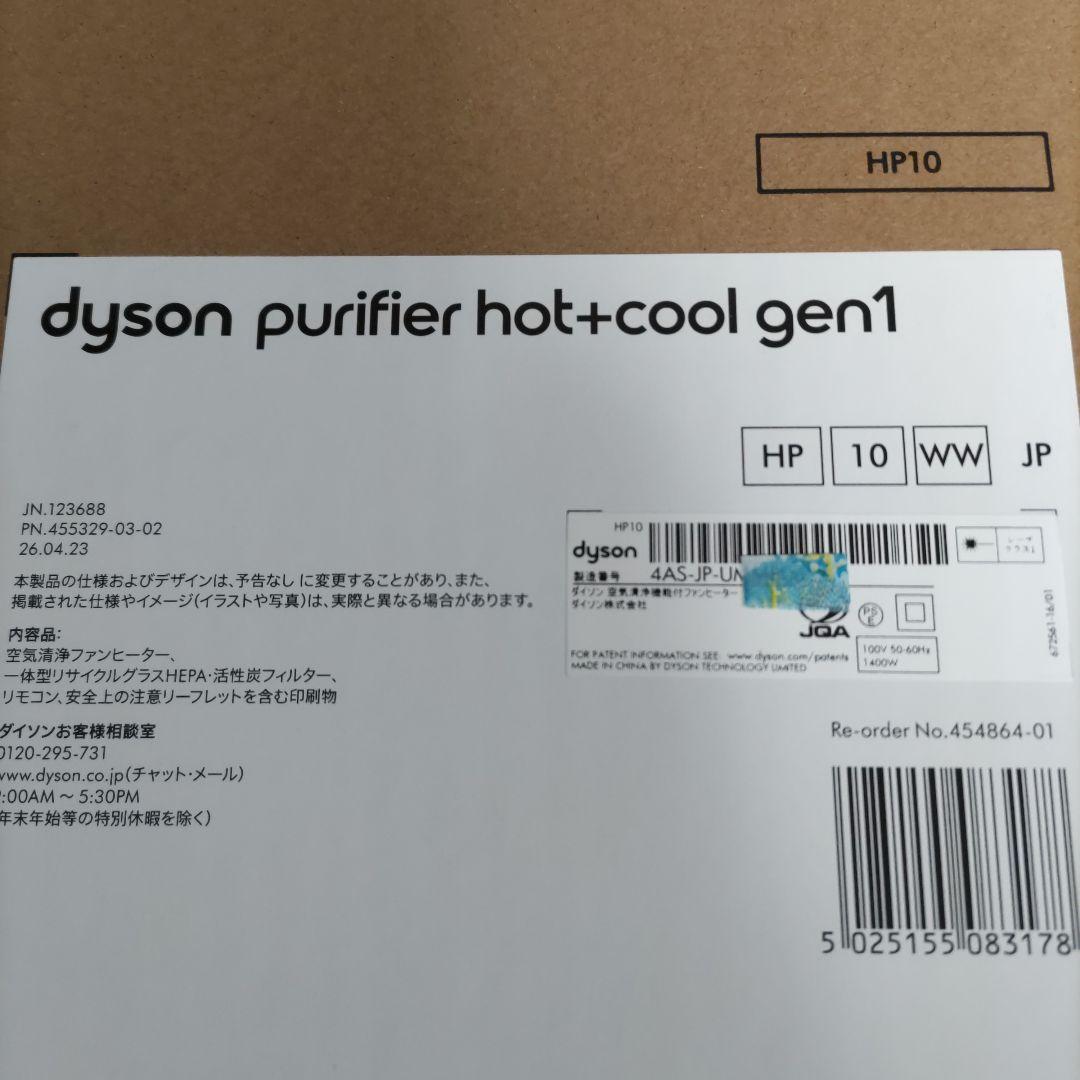 HP10
dyson purifier hot+cool gen1
HP 10 WW JP
JN.123688
PN.455329-03-02
26.04.23
本製品の仕様およびデザインは、予告なしに変更することがあり、また、
掲載された仕様やイメージ(イラストや写真)は、実際と異なる場合があります。
内容品:
空気清浄ファンヒーター、
一体型リサイクルグラスHEPA・活性炭フィルター、
リモコン、安全上の注意リーフレットを含む印刷物
ダイソンお客様相談室
0120-295-731
www.dyson.co.jp(チャット・メール)
:00AM ~ 5:30PM
年末年始等の特別休暇を除く)
HP10
dyson
製造番号 4AS-JP-UM
ダイソン 空気清浄機能付ファンヒーター
ダイソン株式会社
JQA
PS
E
レーザ
クラス1
FOR PATENT INFORMATION SEE: www.dyson.com/patents
MADE IN CHINA BY DYSON TECHNOLOGY LIMITED
100V 50-60Hz
1400W
672561-16/01
Re-order No.454864-01
5 025155 083178